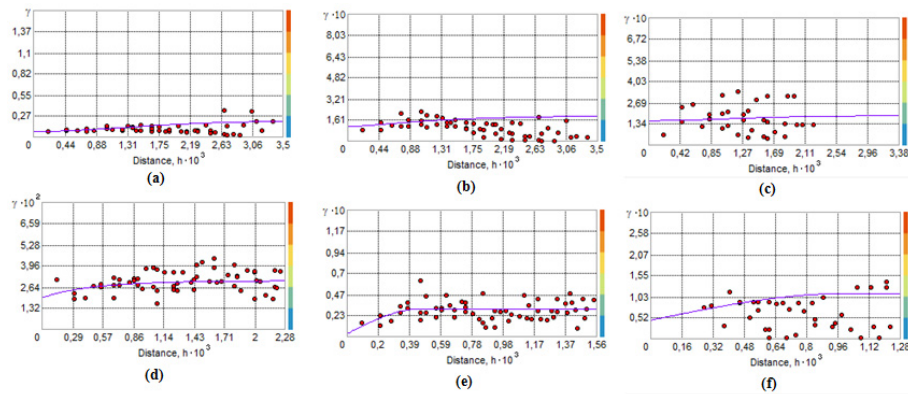 γ
1,37
1,1
0,82
0,55
0,27
0,44 0,88 1,31 1,75 2,19 2,63 3,06 3,5
Distance, h · 10³
(a)
γ · 10
8,03
6,43
4,82
3,21
1,61
0,44 0,88 1,31 1,75 2,19 2,63 3,06 3,5
Distance, h · 10³
(b)
γ · 10
6,72
5,38
4,03
2,69
1,34
0,42 0,85 1,27 1,69 2,11 2,54 2,96 3,38
Distance, h · 10³
(c)
γ · 10²
6,59
5,28
3,96
2,64
1,32
0 0,29 0,57 0,86 1,14 1,43 1,71 2 2,28
Distance, h · 10³
(d)
γ · 10
1,17
0,94
0,7
0,47
0,23
0 0,2 0,39 0,59 0,78 0,98 1,17 1,37 1,56
Distance, h · 10³
(e)
γ · 10
2,58
2,07
1,55
1,03
0,52
0 0,16 0,32 0,48 0,64 0,8 0,96 1,12 1,28
Distance, h · 10³
(f)